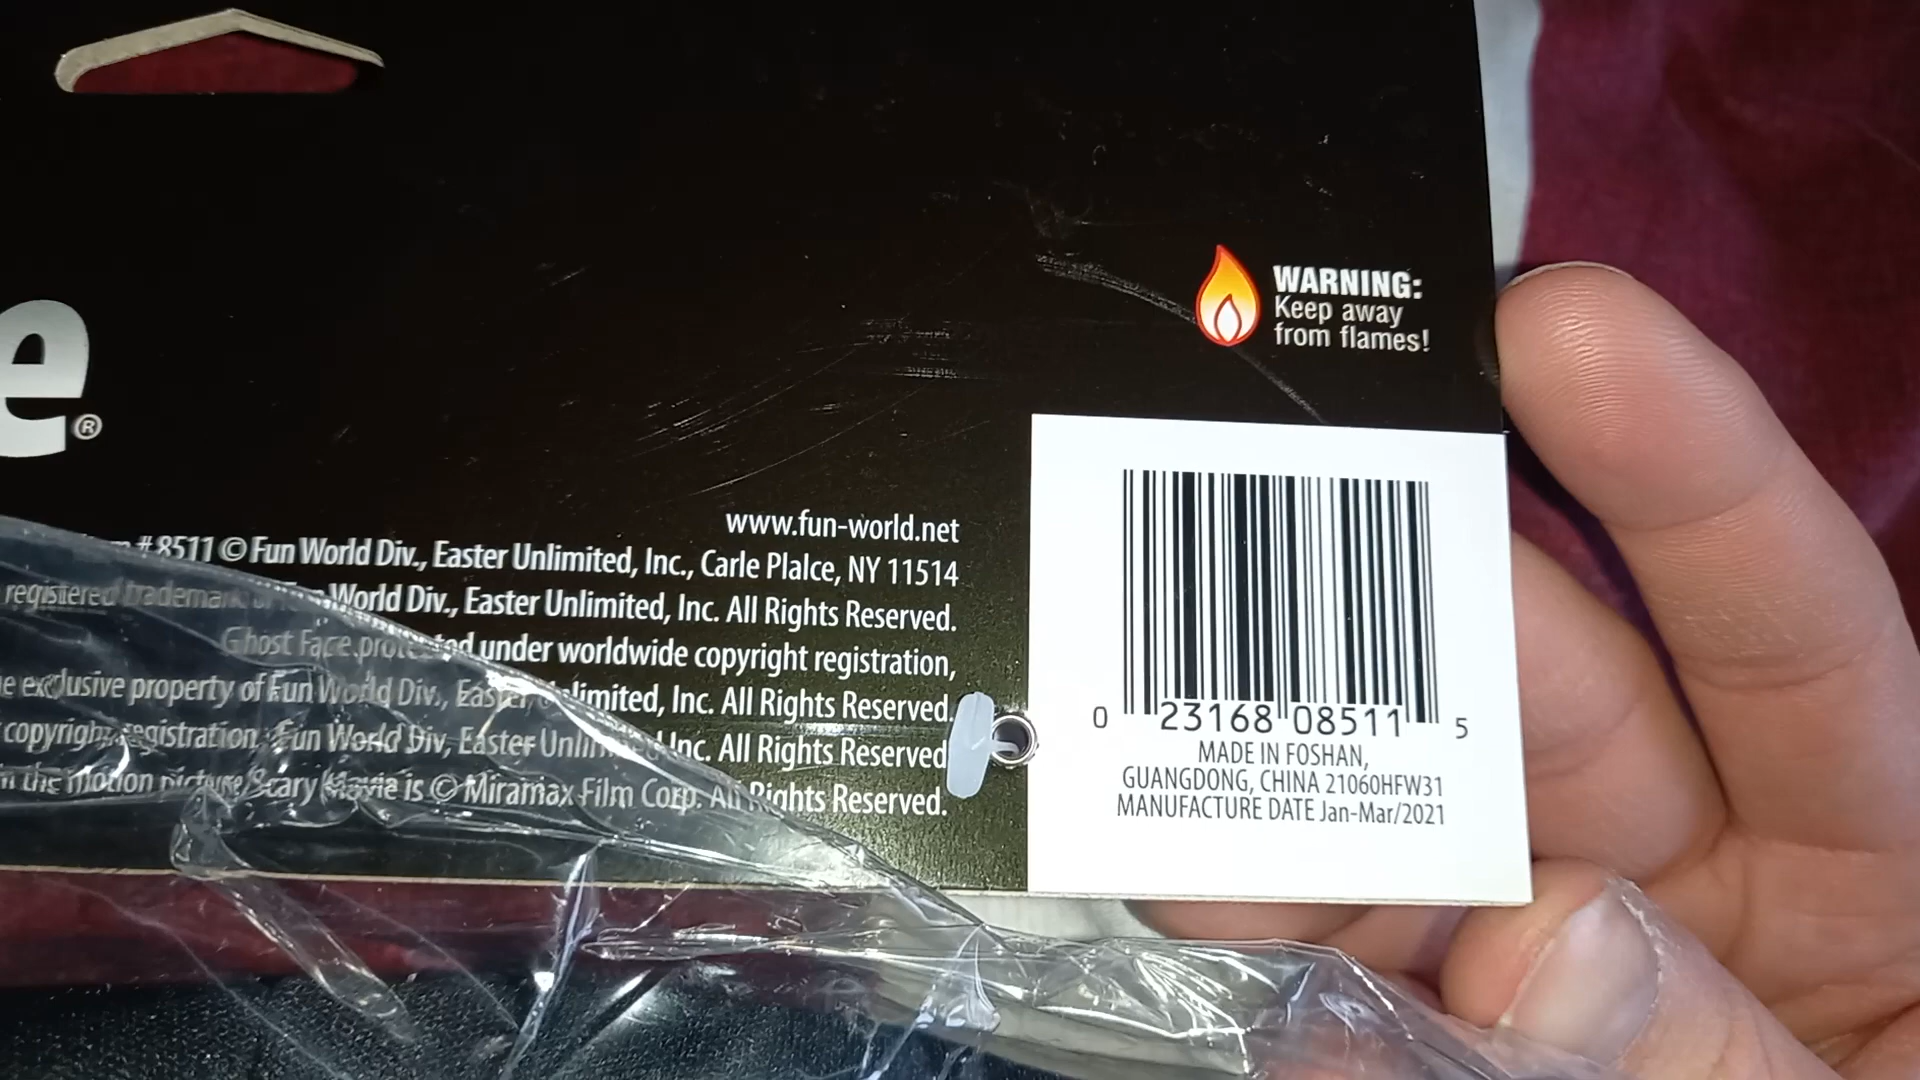 e®
WARNING:
Keep away
from flames!
www.fun-world.net
#8511 © Fun World Div., Easter Unlimited, Inc., Carle Plalce, NY 11514
registered trademark of Fun World Div., Easter Unlimited, Inc. All Rights Reserved.
Ghost Face protected under worldwide copyright registration,
exclusive property of Fun World Div., Easter Unlimited, Inc. All Rights Reserved.
copyright registration, Fun World Div, Easter Unlimited Inc. All Rights Reserved
in the motion picture Scary Movie is © Miramax Film Corp. All Rights Reserved.
0 23168 08511 5
MADE IN FOSHAN,
GUANGDONG, CHINA 21060HFW31
MANUFACTURE DATE Jan-Mar/2021